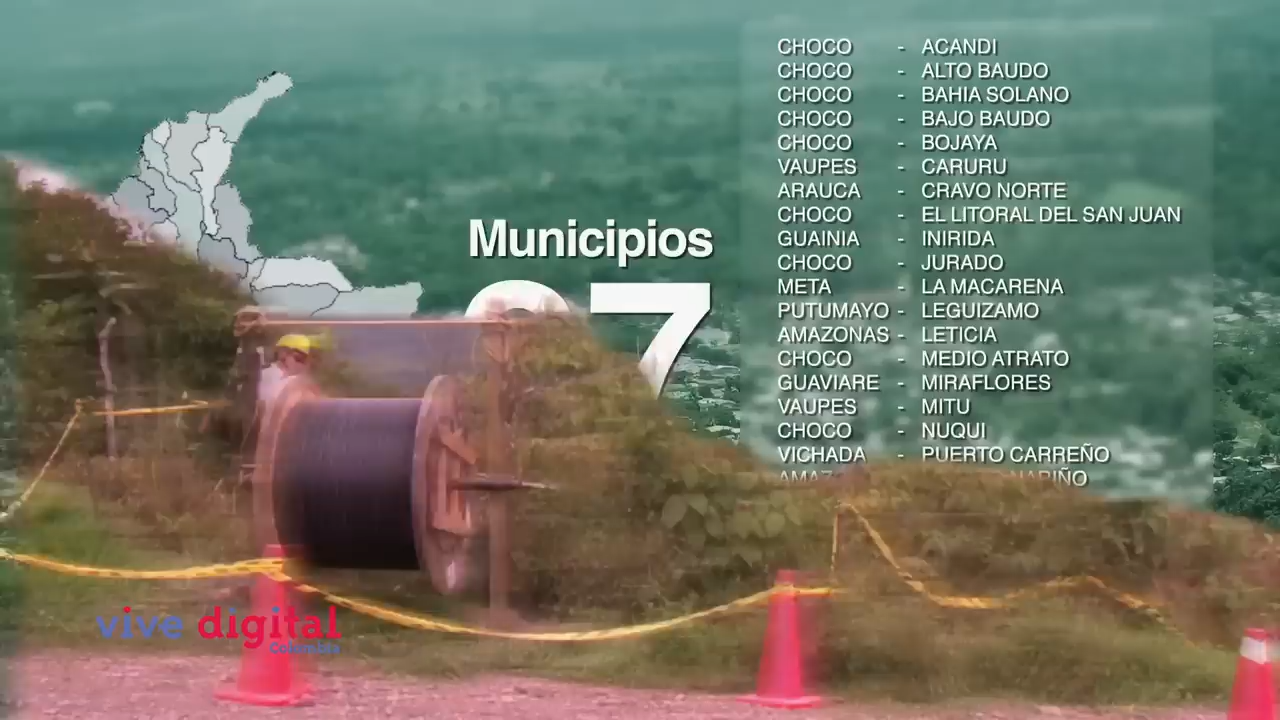 Municipios
7
CHOCO - ACANDI
CHOCO - ALTO BAUDO
CHOCO - BAHIA SOLANO
CHOCO - BAJO BAUDO
CHOCO - BOJAYA
VAUPES - CARURU
ARAUCA - CRAVO NORTE
CHOCO - EL LITORAL DEL SAN JUAN
GUAINIA - INIRIDA
CHOCO - JURADO
META - LA MACARENA
PUTUMAYO - LEGUIZAMO
AMAZONAS - LETICIA
CHOCO - MEDIO ATRATO
GUAVIARE - MIRAFLORES
VAUPES - MITU
CHOCO - NUQUI
VICHADA - PUERTO CARREÑO
vive digital
Colombia